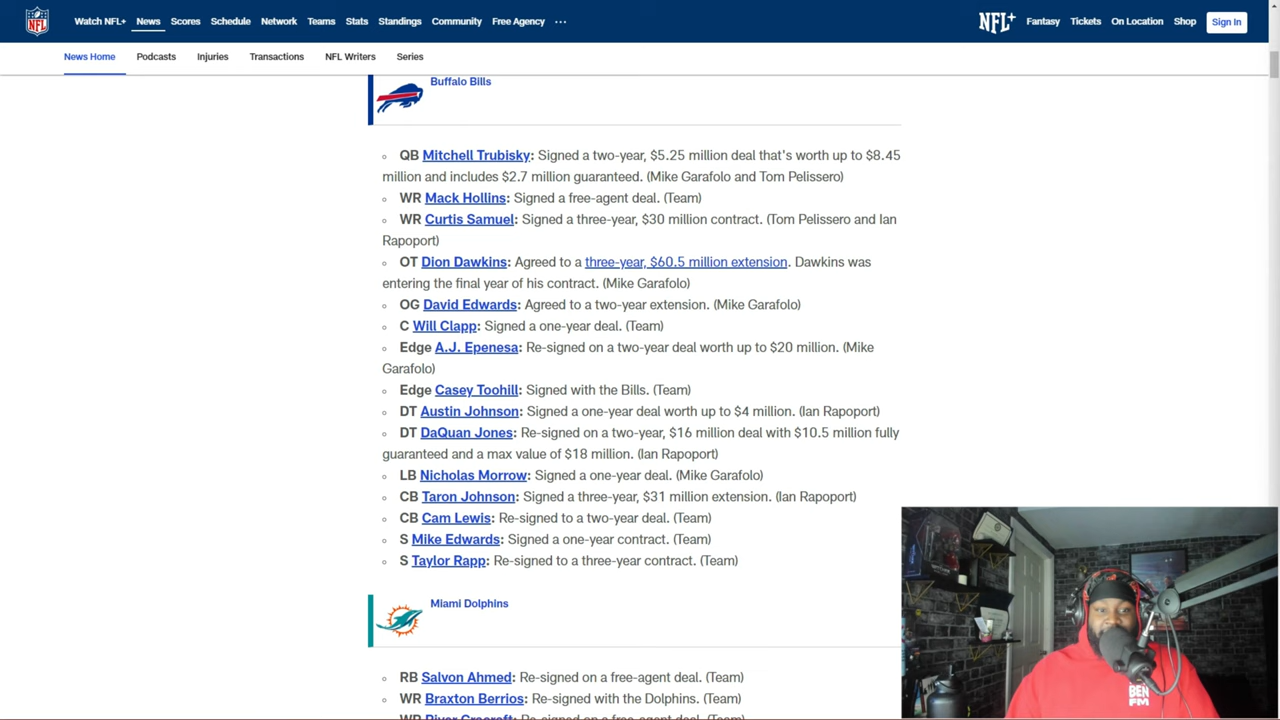 NFL
Watch NFL+ News Scores Schedule Network Teams Stats Standings Community Free Agency ...
NFL+ Fantasy Tickets On Location Shop Sign In
News Home Podcasts Injuries Transactions NFL Writers Series
Buffalo Bills
QB Mitchell Trubisky: Signed a two-year, $5.25 million deal that's worth up to $8.45
million and includes $2.7 million guaranteed. (Mike Garafolo and Tom Pelissero)
WR Mack Hollins: Signed a free-agent deal. (Team)
WR Curtis Samuel: Signed a three-year, $30 million contract. (Tom Pelissero and Ian
Rapoport)
OT Dion Dawkins: Agreed to a three-year, $60.5 million extension. Dawkins was
entering the final year of his contract. (Mike Garafolo)
OG David Edwards: Agreed to a two-year extension. (Mike Garafolo)
C Will Clapp: Signed a one-year deal. (Team)
Edge A.J. Epenesa: Re-signed on a two-year deal worth up to $20 million. (Mike
Garafolo)
Edge Casey Toohill: Signed with the Bills. (Team)
DT Austin Johnson: Signed a one-year deal worth up to $4 million. (Ian Rapoport)
DT DaQuan Jones: Re-signed on a two-year, $16 million deal with $10.5 million fully
guaranteed and a max value of $18 million. (Ian Rapoport)
LB Nicholas Morrow: Signed a one-year deal. (Mike Garafolo)
CB Taron Johnson: Signed a three-year, $31 million extension. (Ian Rapoport)
CB Cam Lewis: Re-signed to a two-year deal. (Team)
S Mike Edwards: Signed a one-year contract. (Team)
S Taylor Rapp: Re-signed to a three-year contract. (Team)
Miami Dolphins
RB Salvon Ahmed: Re-signed on a free-agent deal. (Team)
WR Braxton Berrios: Re-signed with the Dolphins. (Team)
WR River Cracraft: Re-signed on a free-agent deal. (Team)
BEN
FM